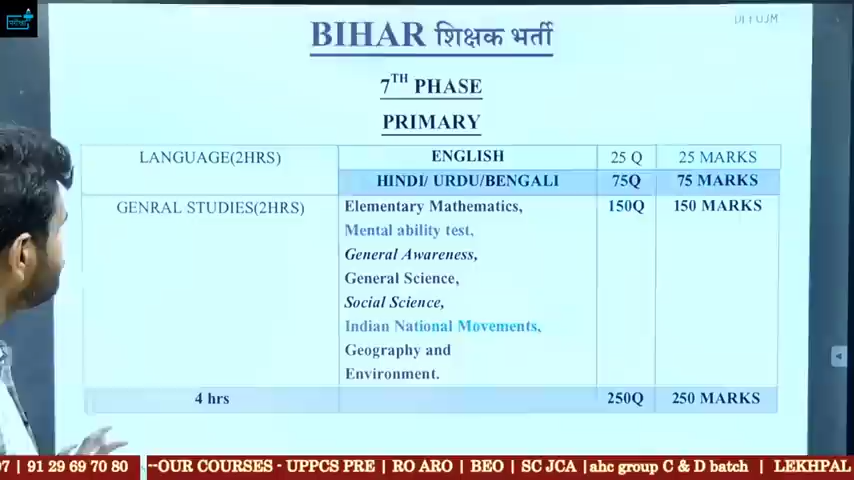 परीक्षा
BIHAR शिक्षक भर्ती
7TH PHASE
PRIMARY
LANGUAGE(2HRS) ENGLISH 25 Q 25 MARKS
HINDI/ URDU/BENGALI 75Q 75 MARKS
GENRAL STUDIES(2HRS) Elementary Mathematics, 150Q 150 MARKS
Mental ability test,
General Awareness,
General Science,
Social Science,
Indian National Movements,
Geography and
Environment.
4 hrs 250Q 250 MARKS
97 | 91 29 69 70 80 --OUR COURSES - UPPCS PRE | RO ARO | BEO | SC JCA |ahc group C & D batch | LEKHPAL